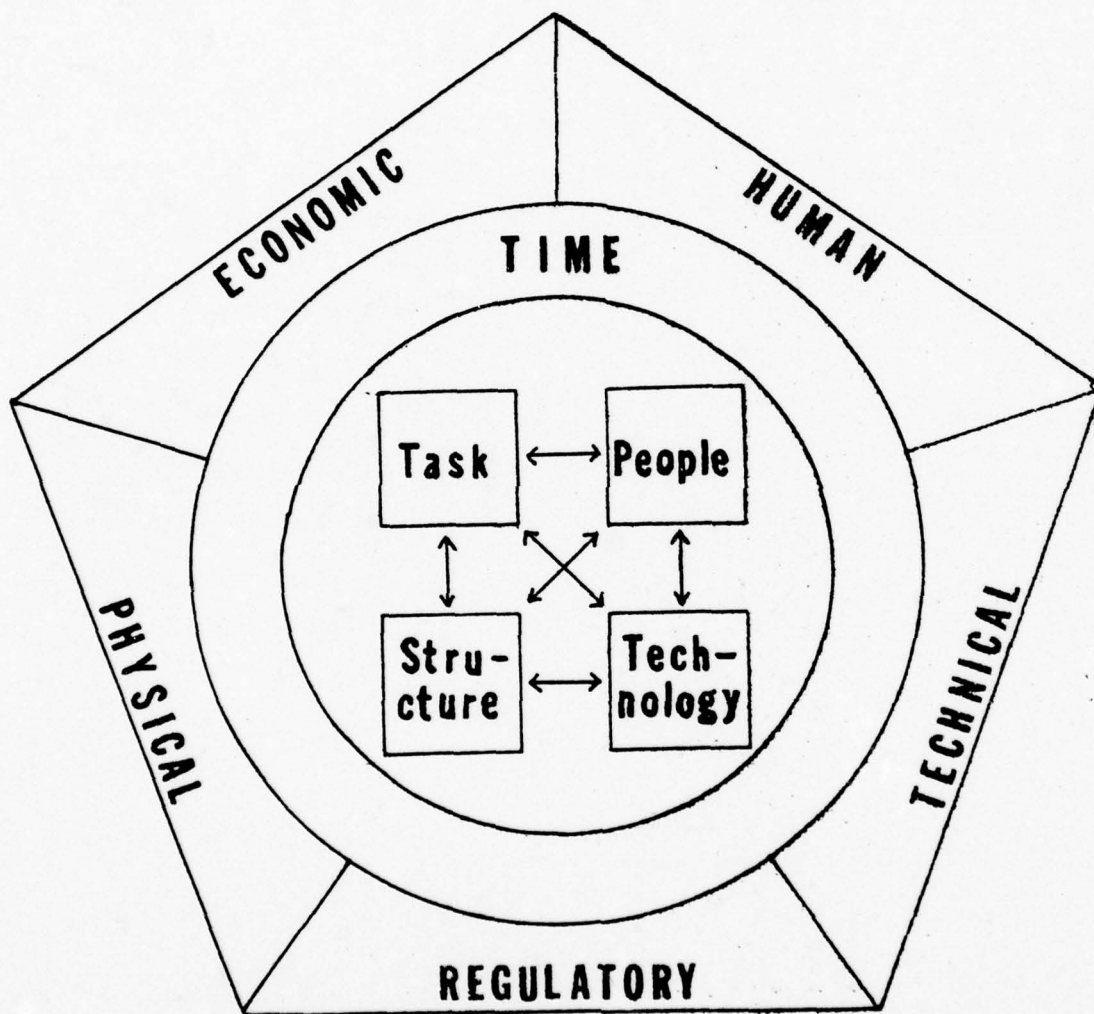 ECONOMIC
HUMAN
TIME
Task
People
PHYSICAL
TECHNICAL
Stru-
cture
Tech-
nology
REGULATORY